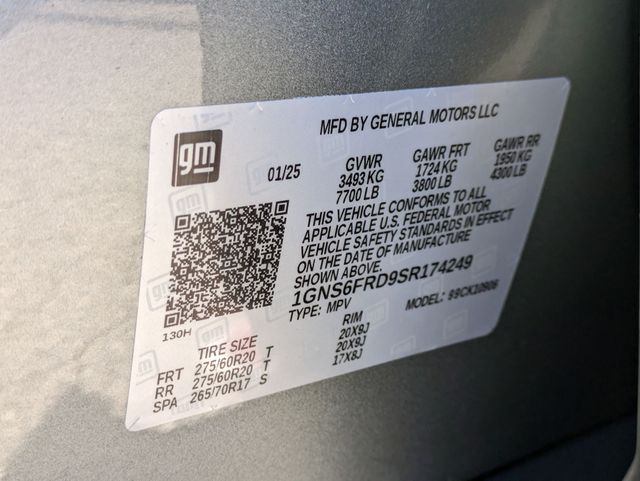 MFD BY GENERAL MOTORS LLC
gm
01/25
GVWR
3493 KG
7700 LB
GAWR FRT
1724 KG
3800 LB
GAWR RR
1950 KG
4300 LB
THIS VEHICLE CONFORMS TO ALL
APPLICABLE U.S. FEDERAL MOTOR
VEHICLE SAFETY STANDARDS IN EFFECT
ON THE DATE OF MANUFACTURE
SHOWN ABOVE.
1GNS6FRD9SR174249
TYPE: MPV
MODEL:
130H
TIRE SIZE
RIM
FRT 275/60R20 T 20X9J
RR 275/60R20 T 20X9J
SPA 265/70R17 S 17X8J